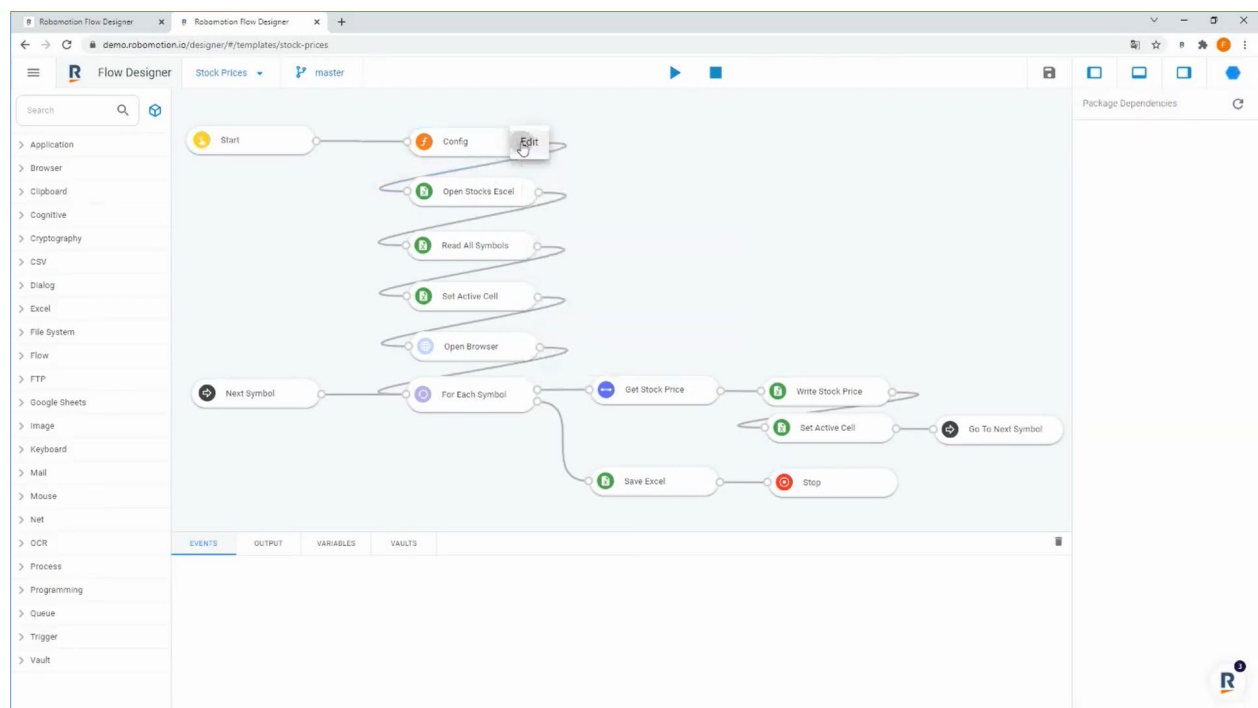 Robomotion Flow Designer
Robomotion Flow Designer
demo.robomotion.io/designer/#/templates/stock-prices
Flow Designer
Stock Prices
master
Search
Package Dependencies
Application
Browser
Clipboard
Cognitive
Cryptography
CSV
Dialog
Excel
File System
Flow
FTP
Google Sheets
Image
Keyboard
Mail
Mouse
Net
OCR
Process
Programming
Queue
Trigger
Vault
Start
Config
Edit
Open Stocks Escel
Read All Symbols
Set Active Cell
Open Browser
Next Symbol
For Each Symbol
Get Stock Price
Write Stock Price
Set Active Cell
Go To Next Symbol
Save Excel
Stop
EVENTS OUTPUT VARIABLES VAULTS
R
3